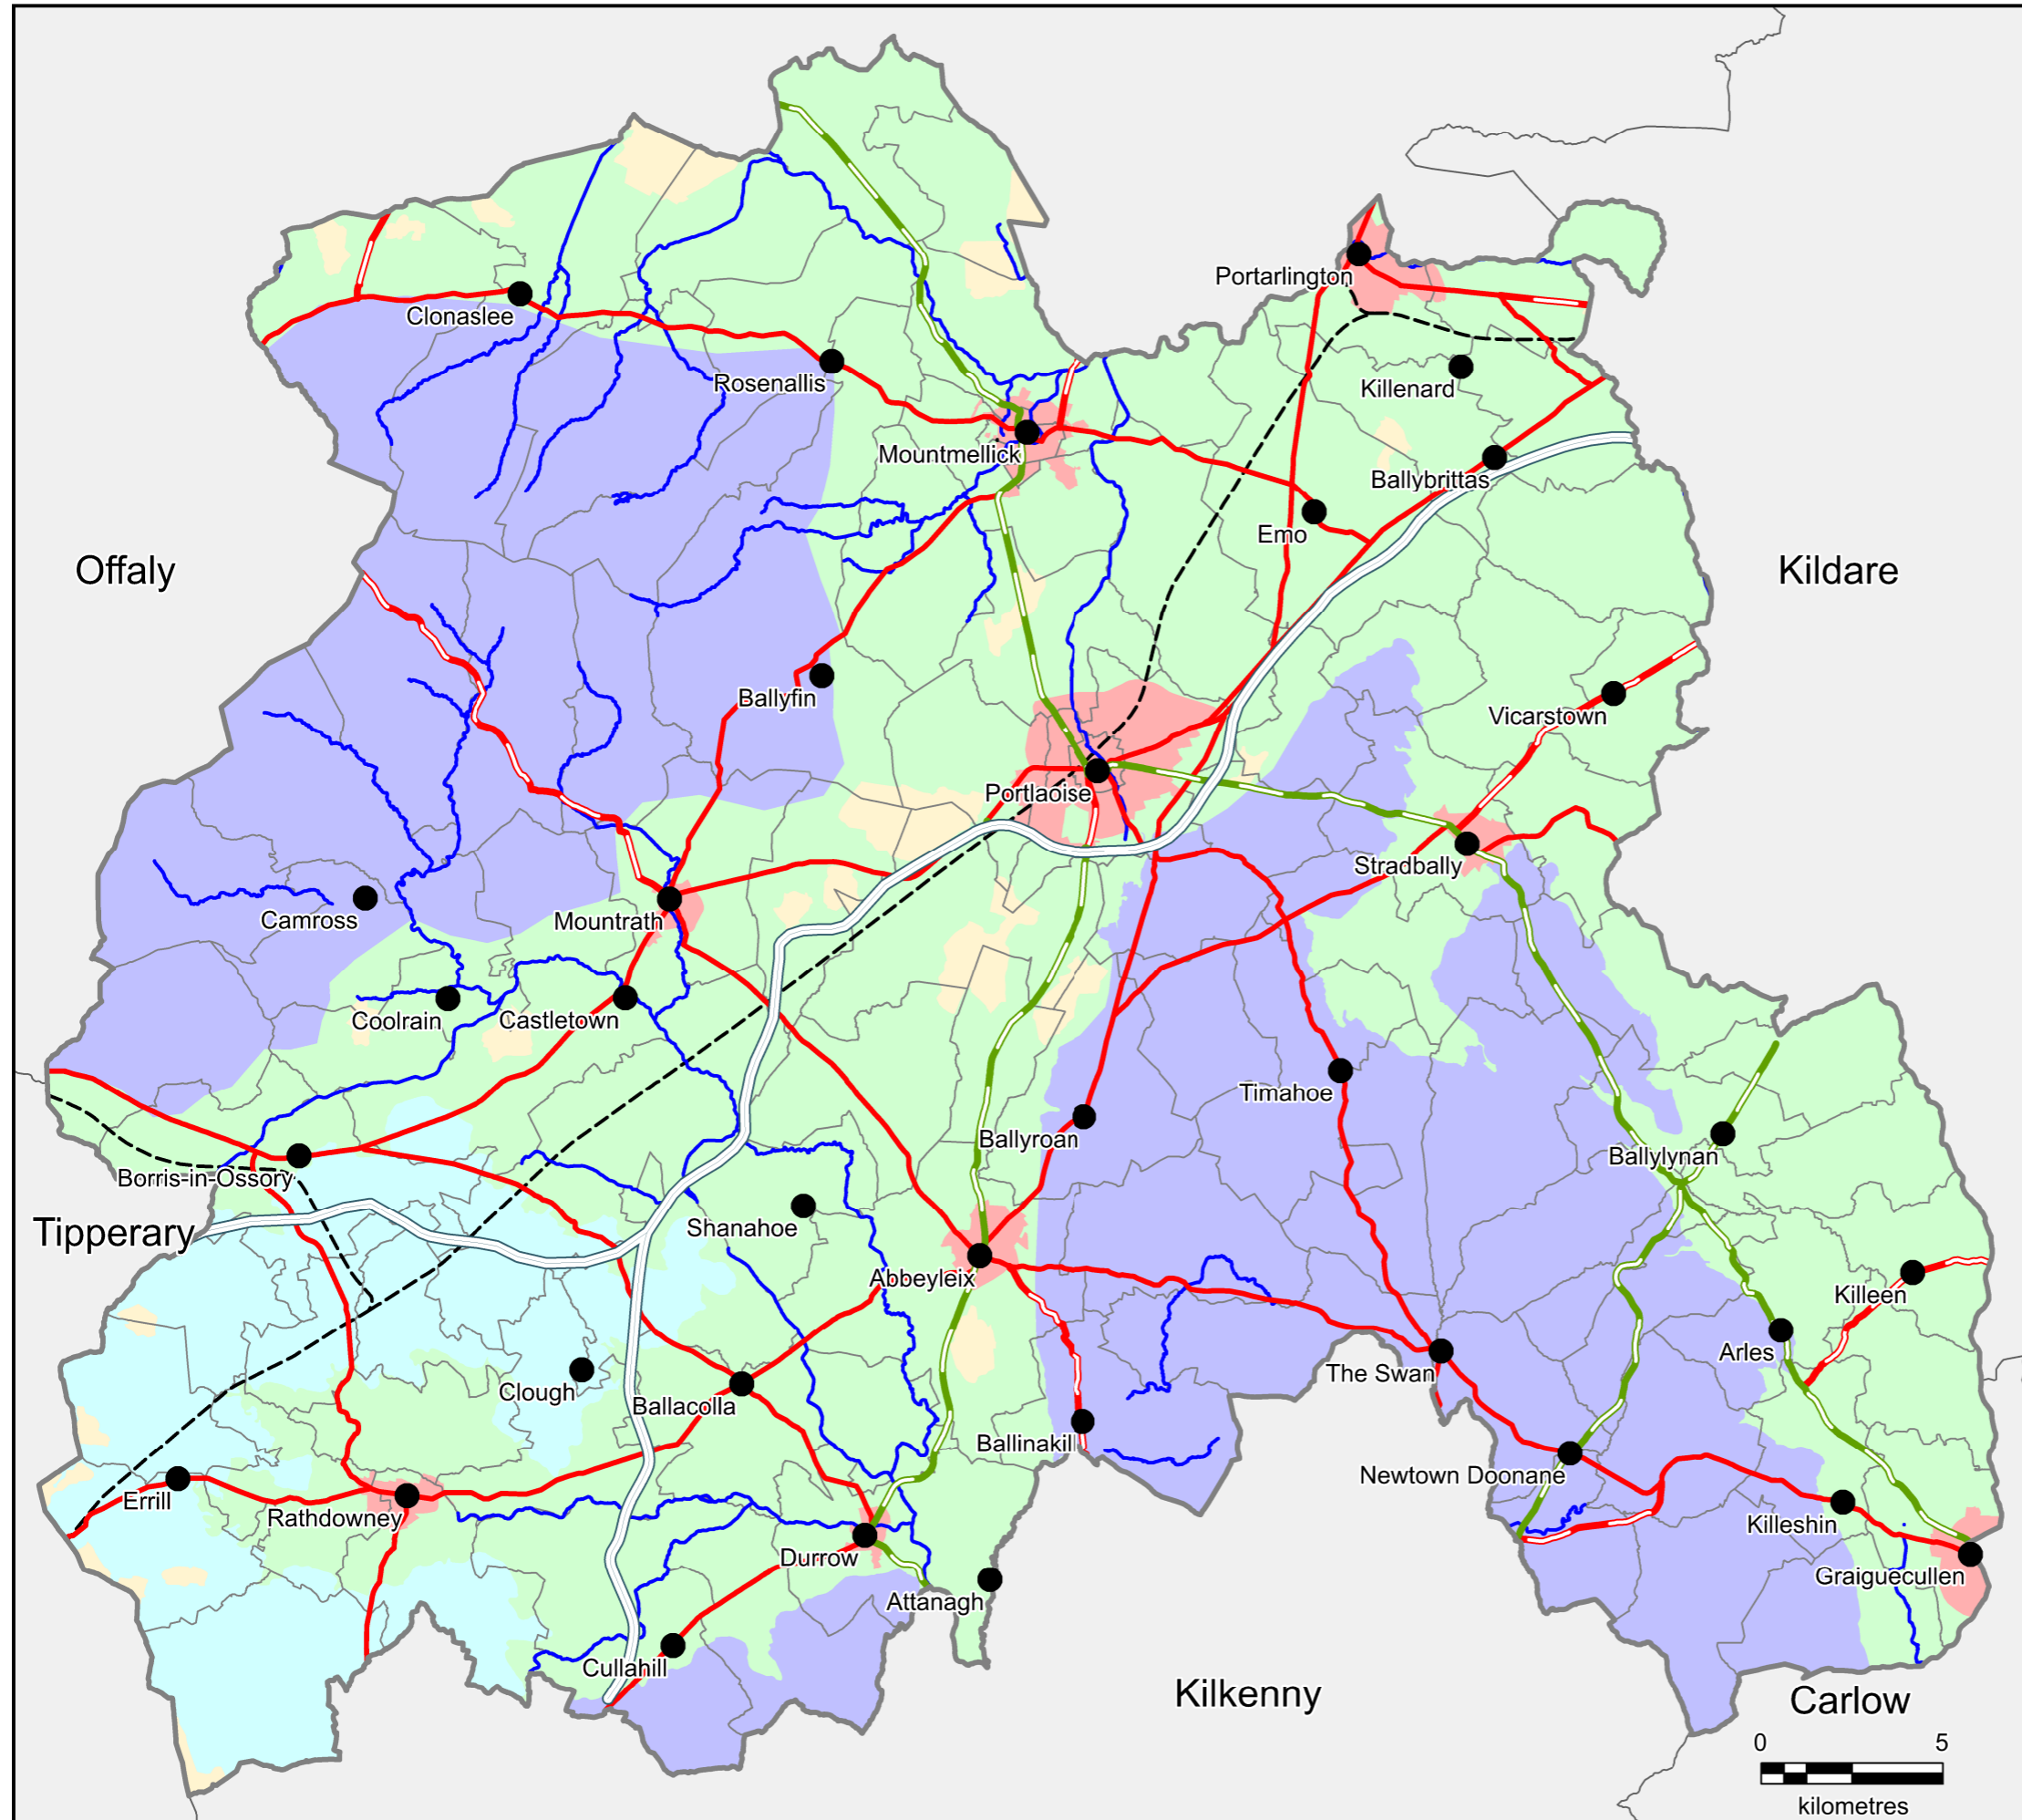 Portarlington
Clonaslee
Rosenallis
Killenard
Mountmellick
Ballybrittas
Emo
Offaly
Kildare
Ballyfin
Vicarstown
Portlaoise
Stradbally
Camross
Mountrath
Coolrain
Castletown
Timahoe
Ballyroan
Ballylynan
Borris-in-Ossory
Tipperary
Shanahoe
Abbeyleix
Killeen
Arles
The Swan
Clough
Ballacolla
Ballinakill
Newtown Doonane
Errill
Rathdowney
Killeshin
Durrow
Graiguecullen
Attanagh
Cullahill
Kilkenny
Carlow
0 5
kilometres